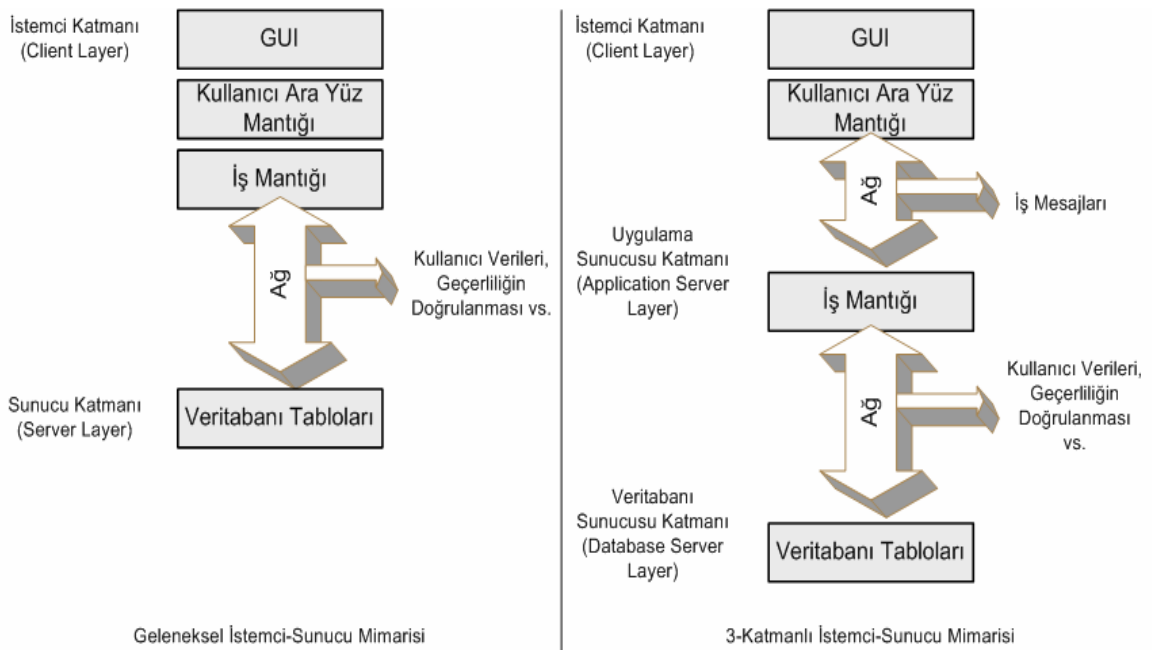 İstemci Katmanı
(Client Layer)
GUI
Kullanıcı Ara Yüz
Mantığı
İş Mantığı
Ağ
Kullanıcı Verileri,
Geçerliliğin
Doğrulanması vs.
Sunucu Katmanı
(Server Layer)
Veritabanı Tabloları
Geleneksel İstemci-Sunucu Mimarisi
İstemci Katmanı
(Client Layer)
GUI
Kullanıcı Ara Yüz
Mantığı
Ağ
İş Mesajları
Uygulama
Sunucusu Katmanı
(Application Server
Layer)
İş Mantığı
Ağ
Kullanıcı Verileri,
Geçerliliğin
Doğrulanması
vs.
Veritabanı
Sunucusu Katmanı
(Database Server
Layer)
Veritabanı Tabloları
3-Katmanlı İstemci-Sunucu Mimarisi